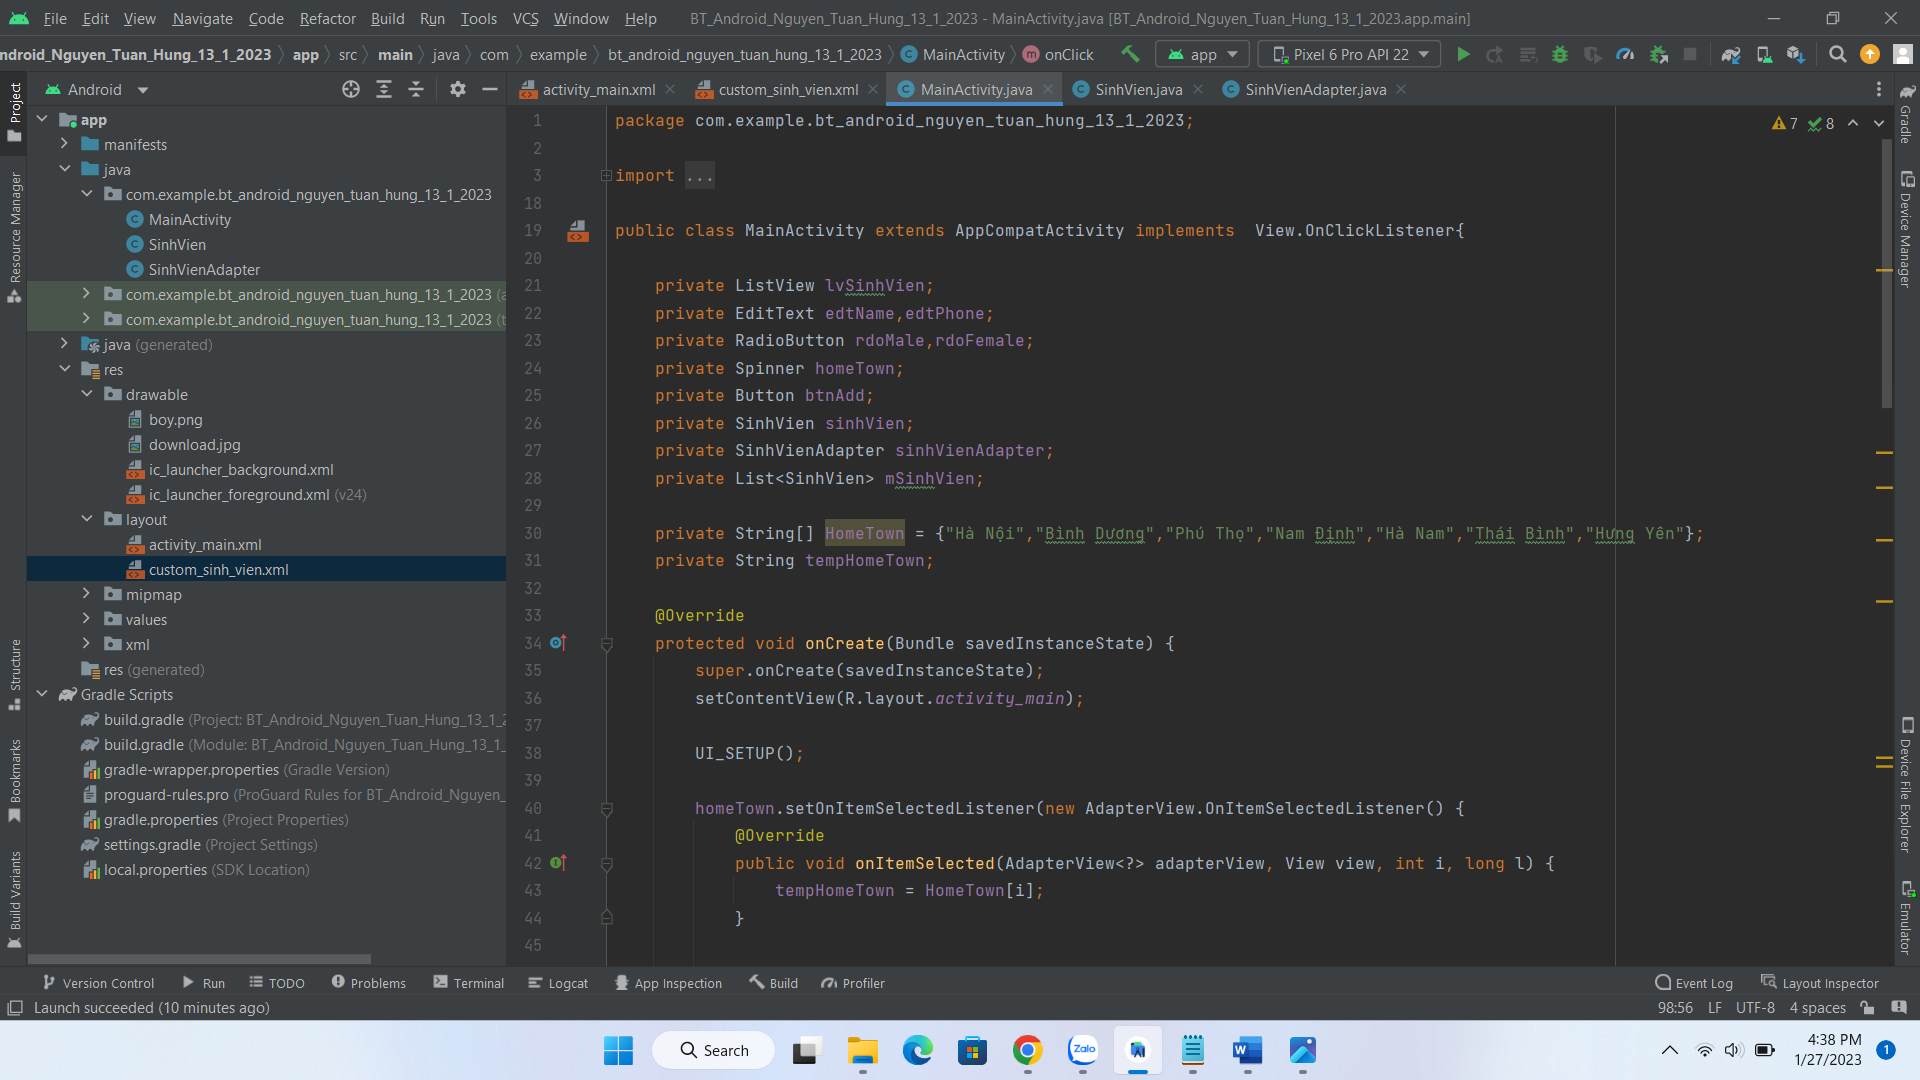 File Edit View Navigate Code Refactor Build Run Tools VCS Window Help BT_Android_Nguyen_Tuan_Hung_13_1_2023 - MainActivity.java [BT_Android_Nguyen_Tuan_Hung_13_1_2023.app.main]
ndroid_Nguyen_Tuan_Hung_13_1_2023 app src main java com example bt_android_nguyen_tuan_hung_13_1_2023 MainActivity onClick app Pixel 6 Pro API 22
Android
activity_main.xml custom_sinh_vien.xml MainActivity.java SinhVien.java SinhVienAdapter.java
Project
Resource Manager
Structure
Bookmarks
Build Variants
app
manifests
java
com.example.bt_android_nguyen_tuan_hung_13_1_2023
MainActivity
SinhVien
SinhVienAdapter
com.example.bt_android_nguyen_tuan_hung_13_1_2023 (a
com.example.bt_android_nguyen_tuan_hung_13_1_2023 (t
java (generated)
res
drawable
boy.png
download.jpg
ic_launcher_background.xml
ic_launcher_foreground.xml (v24)
layout
activity_main.xml
custom_sinh_vien.xml
mipmap
values
xml
res (generated)
Gradle Scripts
build.gradle (Project: BT_Android_Nguyen_Tuan_Hung_13_1_2
build.gradle (Module: BT_Android_Nguyen_Tuan_Hung_13_1_
gradle-wrapper.properties (Gradle Version)
proguard-rules.pro (ProGuard Rules for BT_Android_Nguyen_
gradle.properties (Project Properties)
settings.gradle (Project Settings)
local.properties (SDK Location)
7 8
1 package com.example.bt_android_nguyen_tuan_hung_13_1_2023;
2
3 import ...
18
19 public class MainActivity extends AppCompatActivity implements View.OnClickListener{
20
21 private ListView lvSinhVien;
22 private EditText edtName,edtPhone;
23 private RadioButton rdoMale,rdoFemale;
24 private Spinner homeTown;
25 private Button btnAdd;
26 private SinhVien sinhVien;
27 private SinhVienAdapter sinhVienAdapter;
28 private List<SinhVien> mSinhVien;
29
30 private String[] HomeTown = {"Hà Nội","Bình Dương","Phú Thọ","Nam Định","Hà Nam","Thái Bình","Hưng Yên"};
31 private String tempHomeTown;
32
33 @Override
34 protected void onCreate(Bundle savedInstanceState) {
35 super.onCreate(savedInstanceState);
36 setContentView(R.layout.activity_main);
37
38 UI_SETUP();
39
40 homeTown.setOnItemSelectedListener(new AdapterView.OnItemSelectedListener() {
41 @Override
42 public void onItemSelected(AdapterView<?> adapterView, View view, int i, long l) {
43 tempHomeTown = HomeTown[i];
44 }
45
Gradle
Device Manager
Device File Explorer
Emulator
Version Control Run TODO Problems Terminal Logcat App Inspection Build Profiler Event Log Layout Inspector
Launch succeeded (10 minutes ago) 98:56 LF UTF-8 4 spaces
Search
Zalo
AI
W
4:38 PM
1/27/2023
1